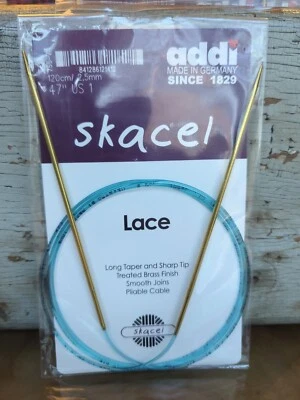 addi
MADE IN GERMANY
SINCE 1829
120cm/ 2,5mm
47" US 1
skacel
Lace
Long Taper and Sharp Tip
Treated Brass Finish
Smooth Joins
Pliable Cable
skacel